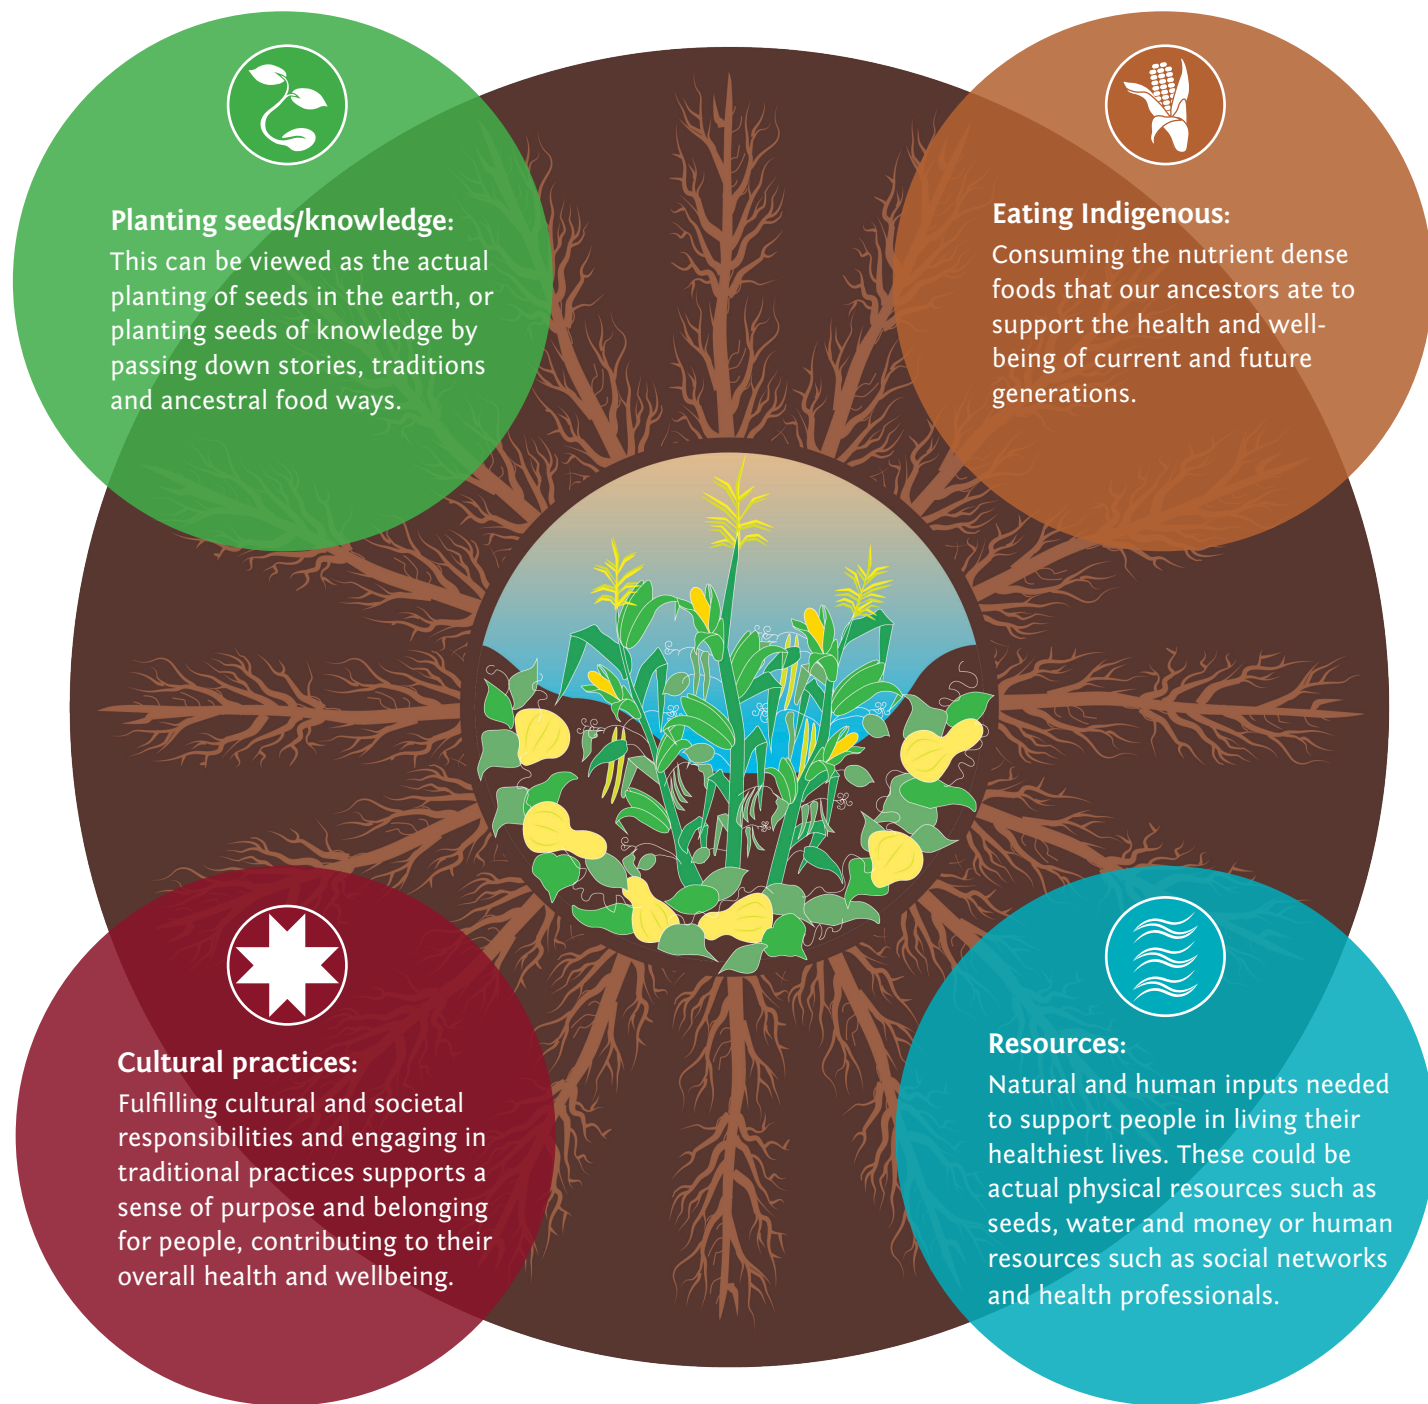 Planting seeds/knowledge:
This can be viewed as the actual
planting of seeds in the earth, or
planting seeds of knowledge by
passing down stories, traditions
and ancestral food ways.
Eating Indigenous:
Consuming the nutrient dense
foods that our ancestors ate to
support the health and well-
being of current and future
generations.
Cultural practices:
Fulfilling cultural and societal
responsibilities and engaging in
traditional practices supports a
sense of purpose and belonging
for people, contributing to their
overall health and wellbeing.
Resources:
Natural and human inputs needed
to support people in living their
healthiest lives. These could be
actual physical resources such as
seeds, water and money or human
resources such as social networks
and health professionals.